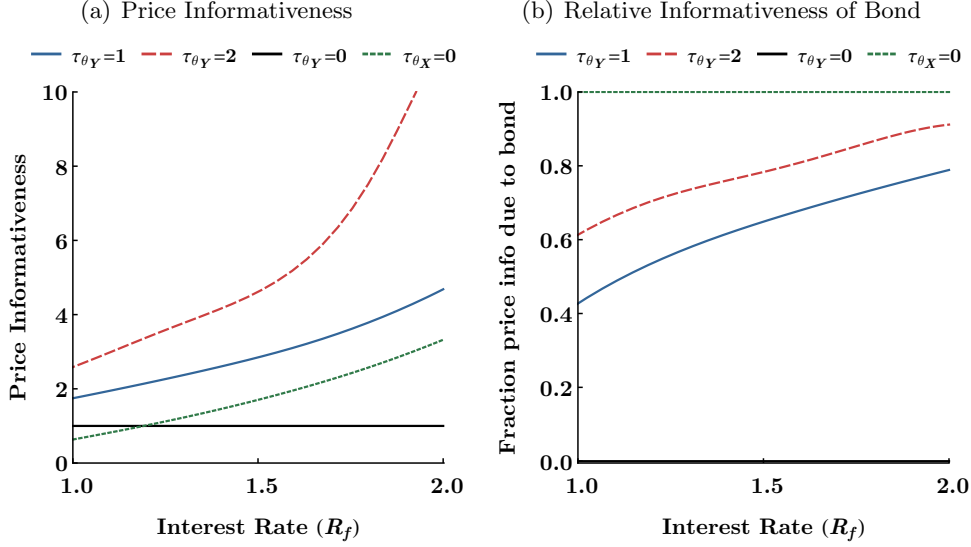 (a) Price Informativeness
τθY=1 τθY=2 τθY=0 τθX=0
Price Informativeness
10
8
6
4
2
0
1.0 1.5 2.0
Interest Rate (Rf)
(b) Relative Informativeness of Bond
τθY=1 τθY=2 τθY=0 τθX=0
Fraction price info due to bond
1.0
0.8
0.6
0.4
0.2
0.0
1.0 1.5 2.0
Interest Rate (Rf)